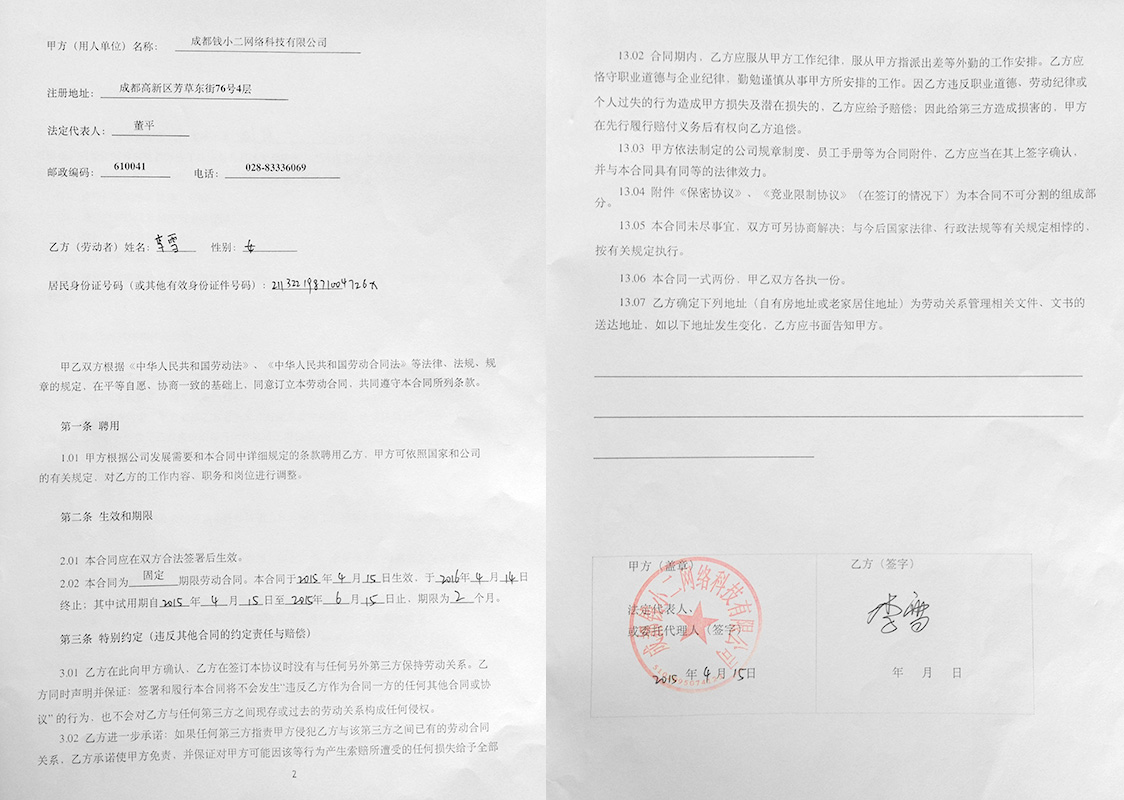 甲方（用人单位）名称： 成都钱小二网络科技有限公司
注册地址： 成都高新区芳草东街76号4层
法定代表人： 董平
邮政编码： 610041 电话： 028-83336069
乙方（劳动者）姓名：李雪 性别：女
居民身份证号码（或其他有效身份证件号码）：21132219871004726X
甲乙双方根据《中华人民共和国劳动法》、《中华人民共和国劳动合同法》等法律、法规、规
章的规定，在平等自愿、协商一致的基础上，同意订立本劳动合同，共同遵守本合同所列条款。
第一条 聘用
1.01 甲方根据公司发展需要和本合同中详细规定的条款聘用乙方，甲方可依照国家和公司
的有关规定，对乙方的工作内容、职务和岗位进行调整。
第二条 生效和期限
2.01 本合同应在双方合法签署后生效。
2.02 本合同为 固定 期限劳动合同。本合同于2015年4月15日生效，于2016年4月14日
终止；其中试用期自2015年4月15日至2015年6月15日止，期限为2个月。
第三条 特别约定（违反其他合同的约定责任与赔偿）
3.01 乙方在此向甲方确认，乙方在签订本协议时没有与任何另外第三方保持劳动关系。乙
方同时声明并保证：签署和履行本合同将不会发生“违反乙方作为合同一方的任何其他合同或协
议”的行为，也不会对乙方与任何第三方之间现存或过去的劳动关系构成任何侵权。
3.02 乙方进一步承诺：如果任何第三方指责甲方侵犯乙方与该第三方之间已有的劳动合同
关系，乙方承诺使甲方免责，并保证对甲方可能因该等行为产生索赔所遭受的任何损失给予全部
2
13.02 合同期内，乙方应服从甲方工作纪律，服从甲方指派出差等外勤的工作安排。乙方应
恪守职业道德与企业纪律，勤勉谨慎从事甲方所安排的工作。因乙方违反职业道德、劳动纪律或
个人过失的行为造成甲方损失及潜在损失的，乙方应给予赔偿；因此给第三方造成损害的，甲方
在先行履行赔付义务后有权向乙方追偿。
13.03 甲方依法制定的公司规章制度、员工手册等为合同附件，乙方应当在其上签字确认，
并与本合同具有同等的法律效力。
13.04 附件《保密协议》、《竞业限制协议》（在签订的情况下）为本合同不可分割的组成部
分。
13.05 本合同未尽事宜，双方可另协商解决；与今后国家法律、行政法规等有关规定相悖的，
按有关规定执行。
13.06 本合同一式两份，甲乙双方各执一份。
13.07 乙方确定下列地址（自有房地址或老家居住地址）为劳动关系管理相关文件、文书的
送达地址，如以下地址发生变化，乙方应书面告知甲方。
甲方（盖章）
法定代表人、
或委托代理人（签字）
2015年4月15日
成都钱小二网络科技有限公司
乙方（签字）
李雪
年 月 日